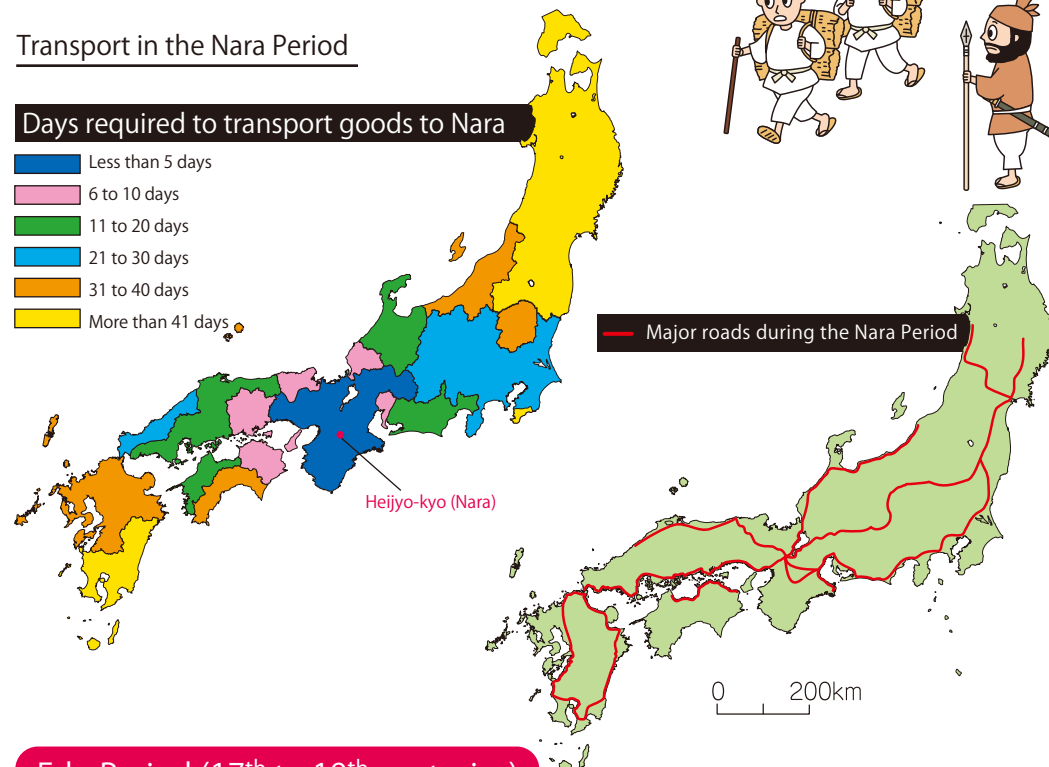 Transport in the Nara Period
Days required to transport goods to Nara
Less than 5 days
6 to 10 days
11 to 20 days
21 to 30 days
31 to 40 days
More than 41 days
Heijyo-kyo (Nara)
Major roads during the Nara Period
0 200km